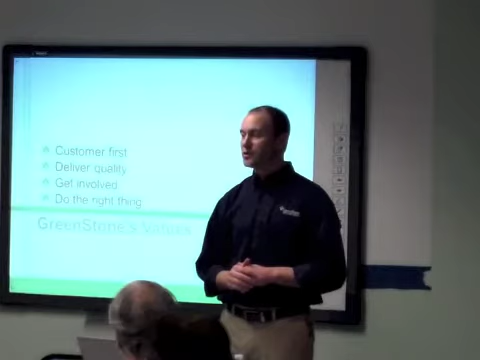 Customer first
Deliver quality
Get involved
Do the right thing
GreenStone's Values